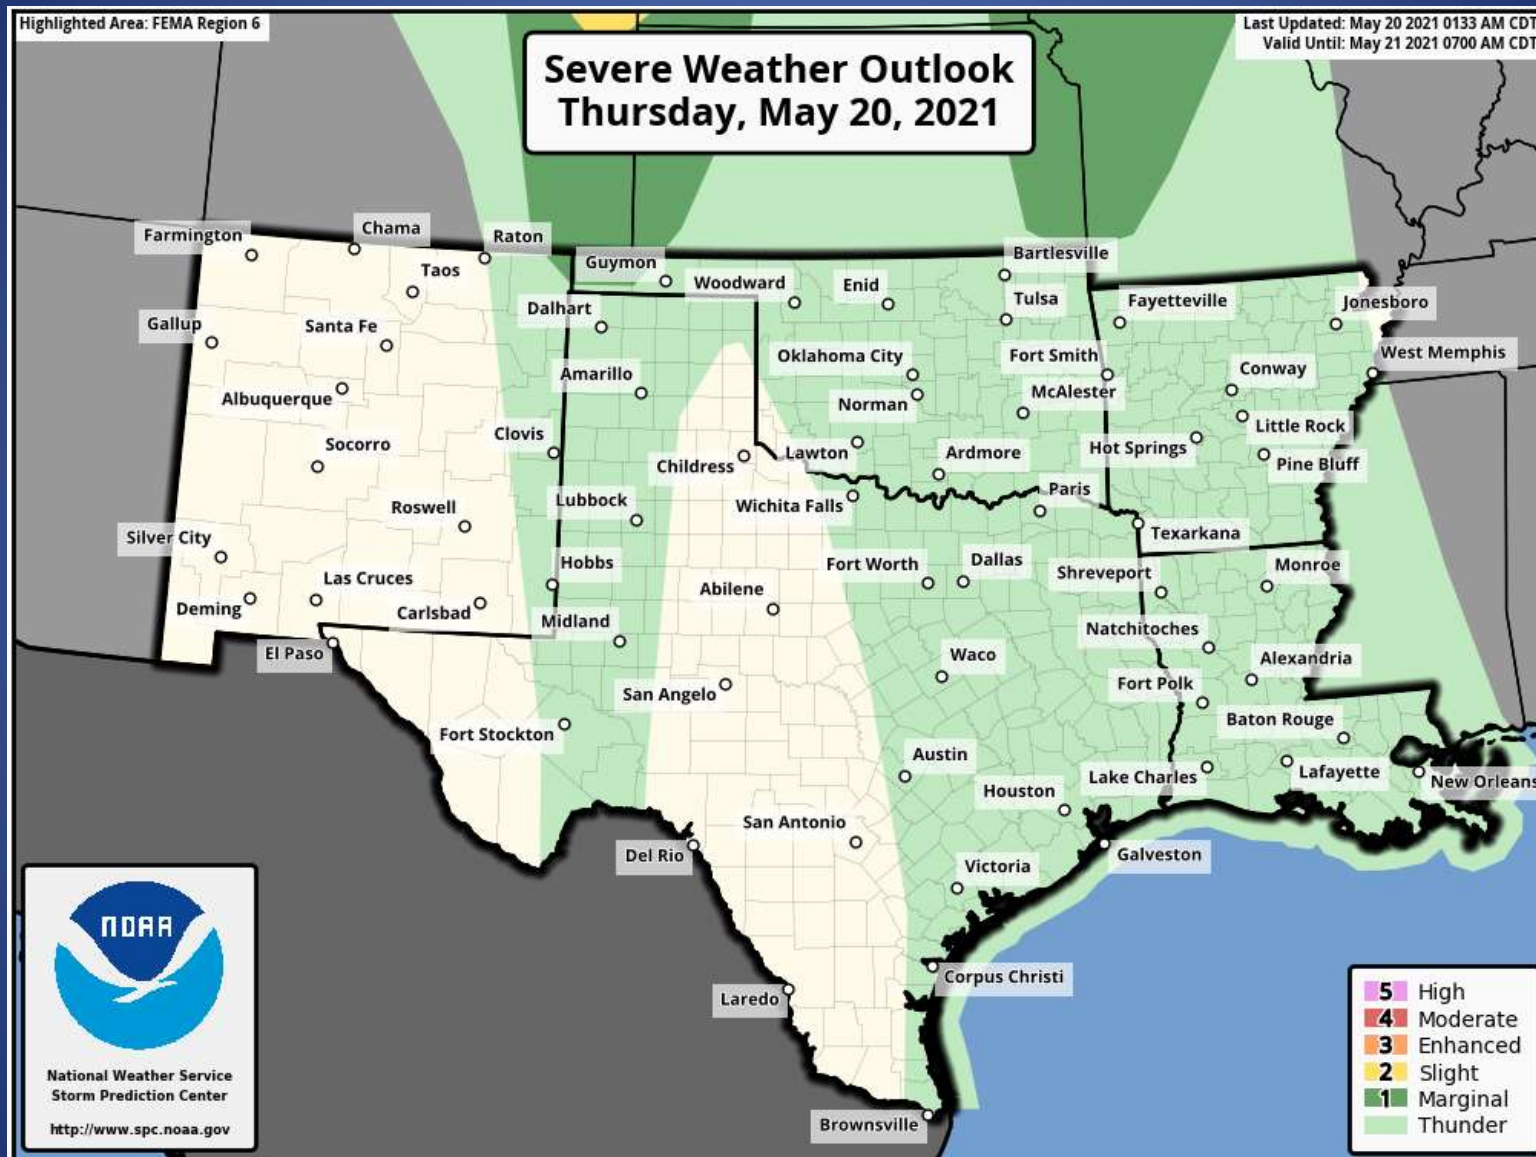 Highlighted Area: FEMA Region 6
Last Updated: May 20 2021 0133 AM CDT
Valid Until: May 21 2021 0700 AM CDT
Severe Weather Outlook
Thursday, May 20, 2021
Farmington
Chama
Raton
Taos
Guymon
Woodward
Enid
Bartlesville
Tulsa
Fayetteville
Jonesboro
Gallup
Santa Fe
Dalhart
Oklahoma City
Fort Smith
West Memphis
Albuquerque
Amarillo
Norman
McAlester
Conway
Little Rock
Socorro
Clovis
Childress
Lawton
Ardmore
Hot Springs
Pine Bluff
Roswell
Lubbock
Wichita Falls
Paris
Texarkana
Silver City
Las Cruces
Hobbs
Abilene
Fort Worth
Dallas
Shreveport
Monroe
Deming
Carlsbad
Midland
Natchitoches
El Paso
San Angelo
Waco
Fort Polk
Alexandria
Fort Stockton
Austin
Baton Rouge
Houston
Lake Charles
Lafayette
New Orleans
San Antonio
Del Rio
Victoria
Galveston
Laredo
Corpus Christi
Brownsville
NOAA
National Weather Service
Storm Prediction Center
http://www.spc.noaa.gov
5 High
4 Moderate
3 Enhanced
2 Slight
1 Marginal
Thunder